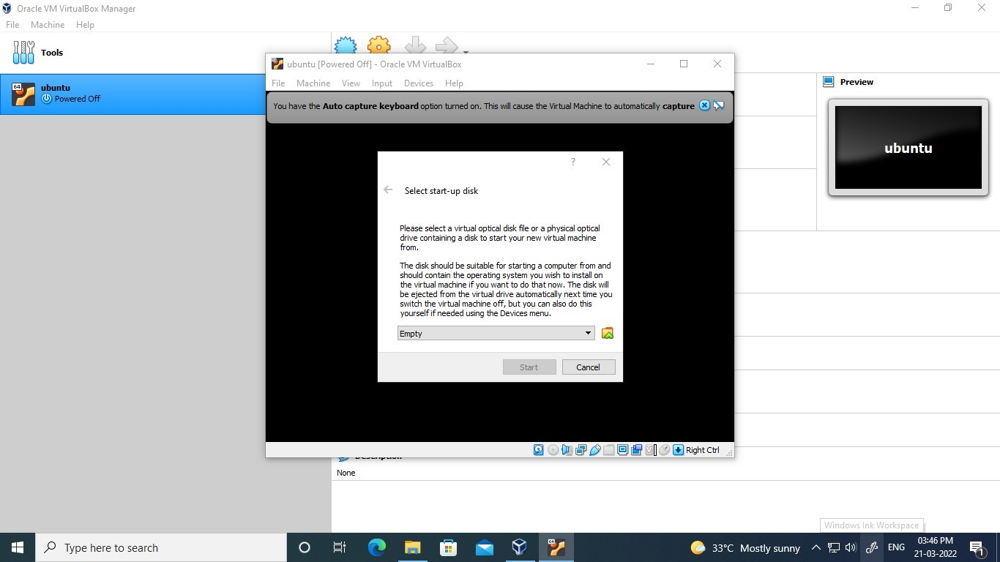 Oracle VM VirtualBox Manager
File Machine Help
Tools
64
ubuntu
Powered Off
ubuntu [Powered Off] - Oracle VM VirtualBox
File Machine View Input Devices Help
You have the Auto capture keyboard option turned on. This will cause the Virtual Machine to automatically capture
?
Select start-up disk
Please select a virtual optical disk file or a physical optical
drive containing a disk to start your new virtual machine
from.
The disk should be suitable for starting a computer from and
should contain the operating system you wish to install on
the virtual machine if you want to do that now. The disk will
be ejected from the virtual drive automatically next time you
switch the virtual machine off, but you can also do this
yourself if needed using the Devices menu.
Empty
Start Cancel
Right Ctrl
Preview
ubuntu
Description
None
Windows Ink Workspace
Type here to search
64
33°C Mostly sunny
ENG
03:46 PM
21-03-2022
1